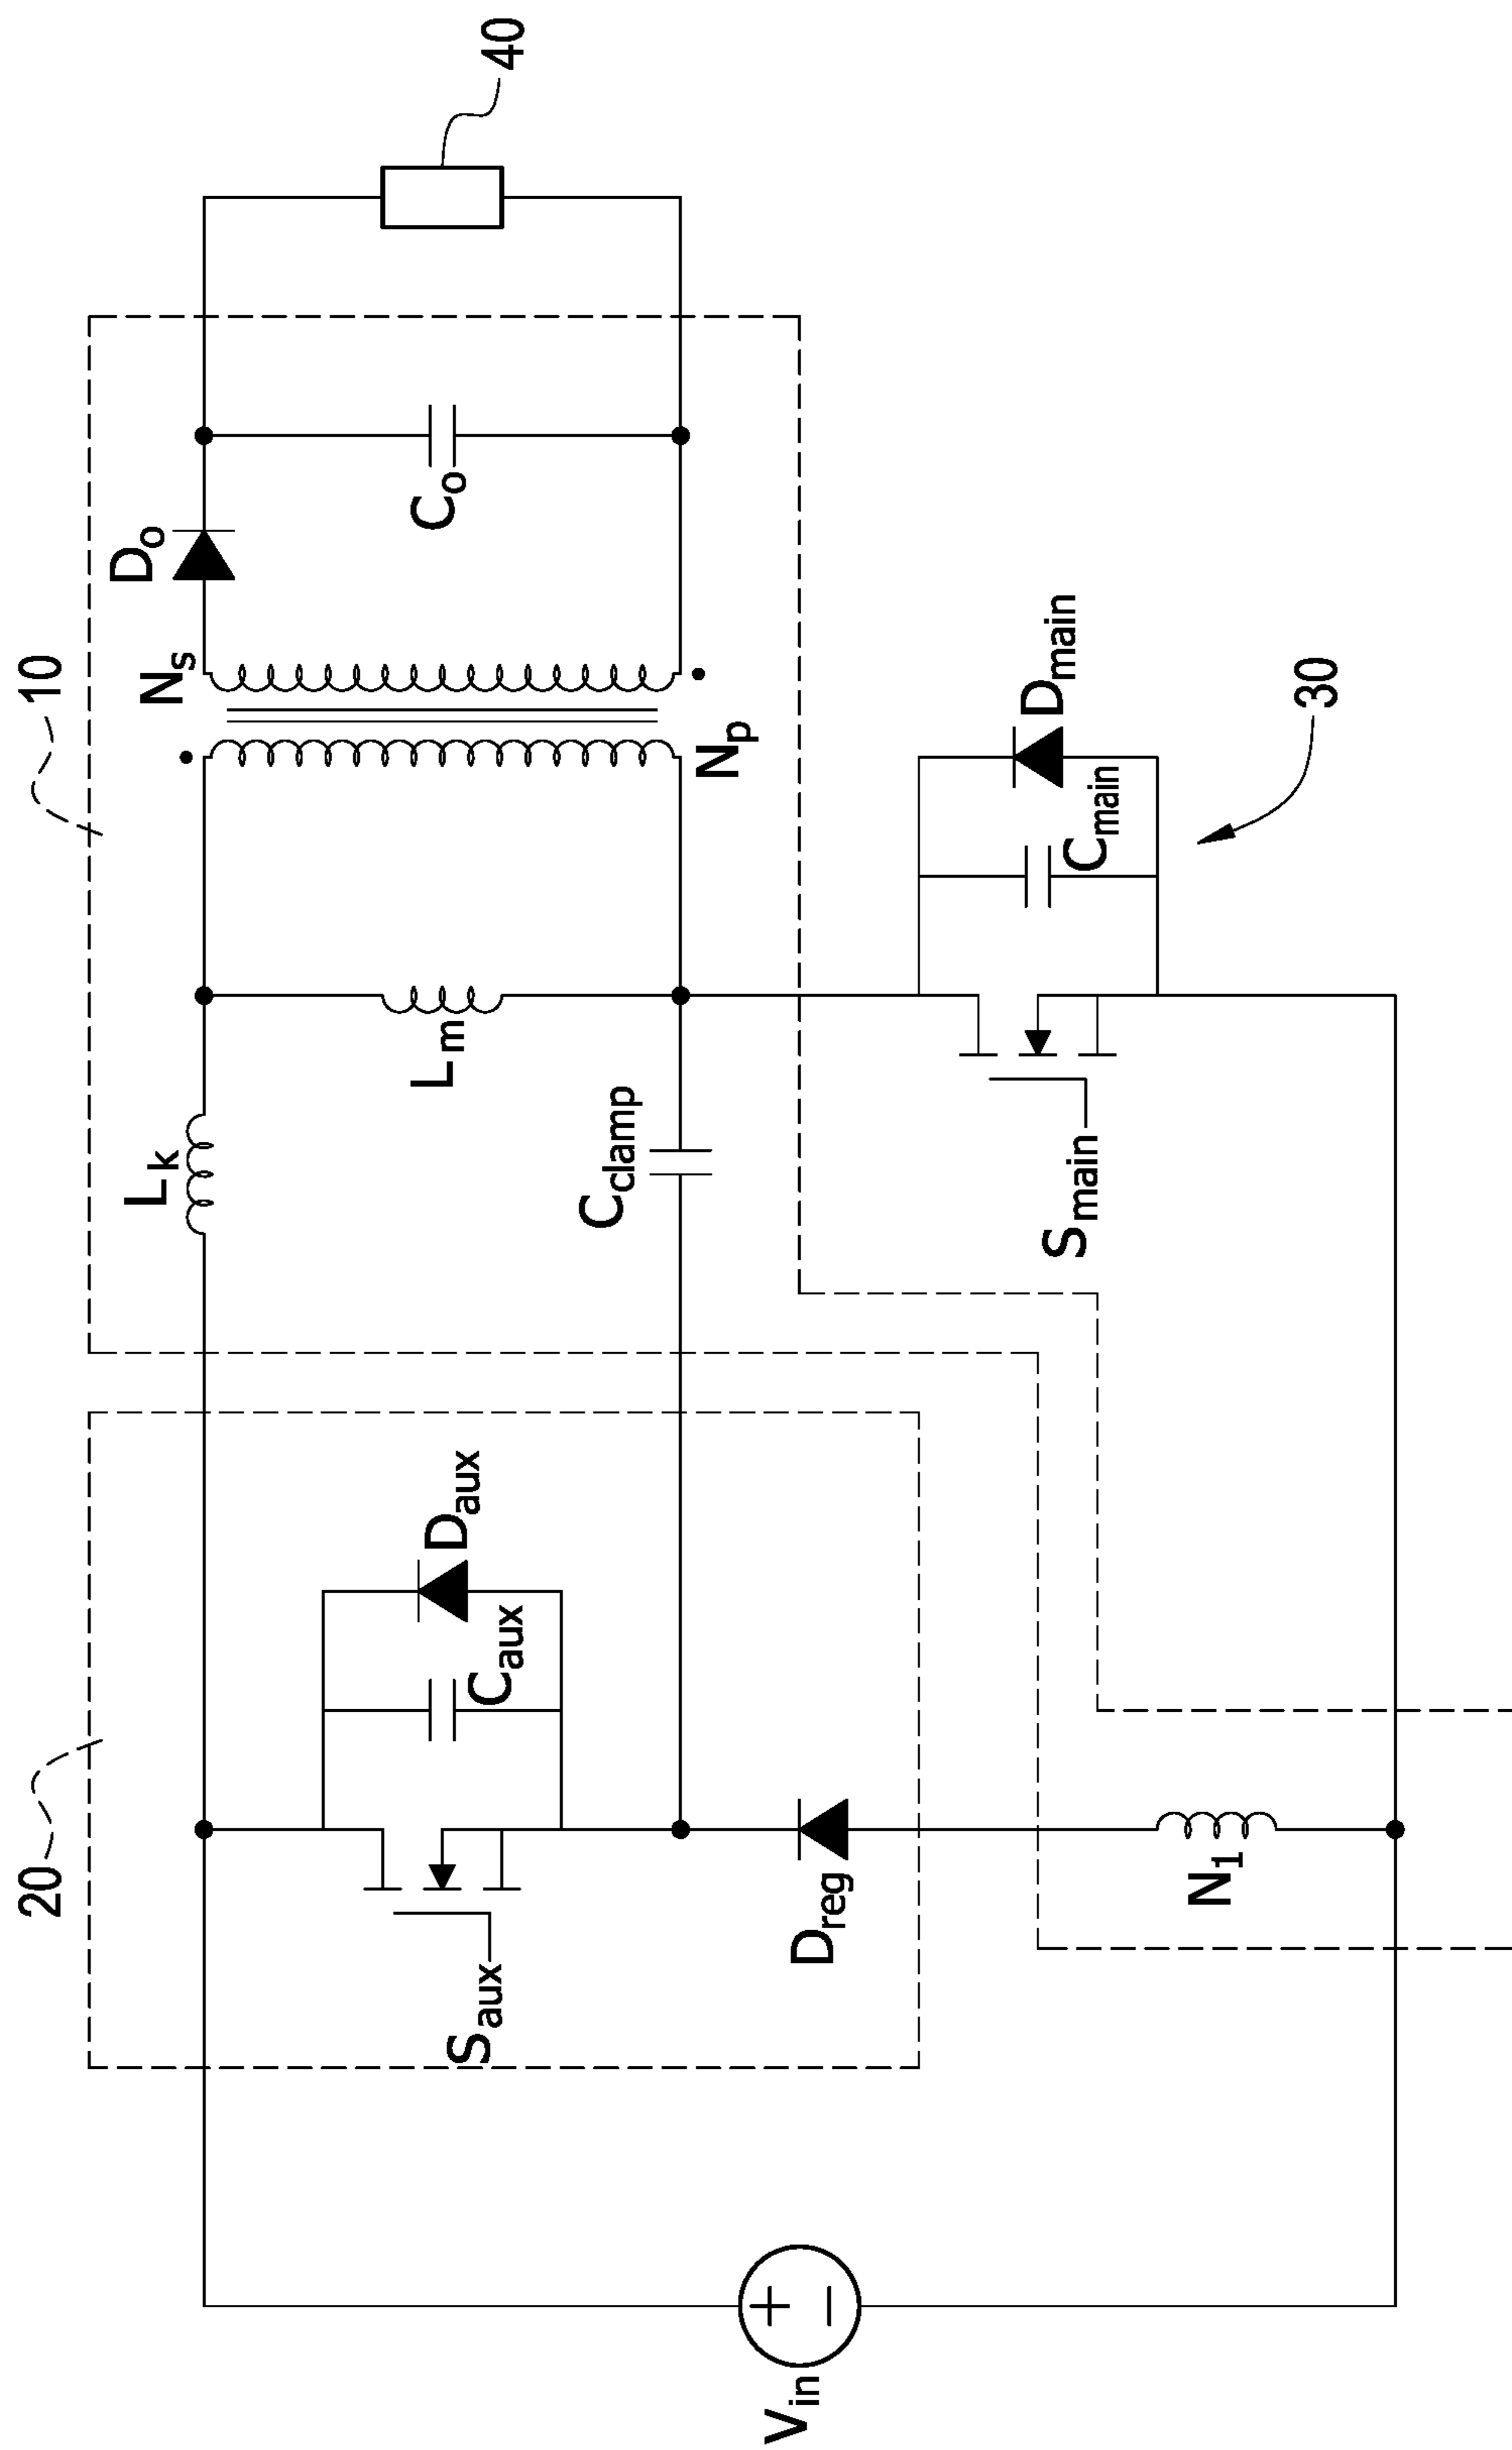 20
10
Lk
Ns
Do
Saux
Caux
Daux
Lm
Co
40
Cclamp
Np
Vin
+
−
Dreg
Smain
Cmain
Dmain
N1
30